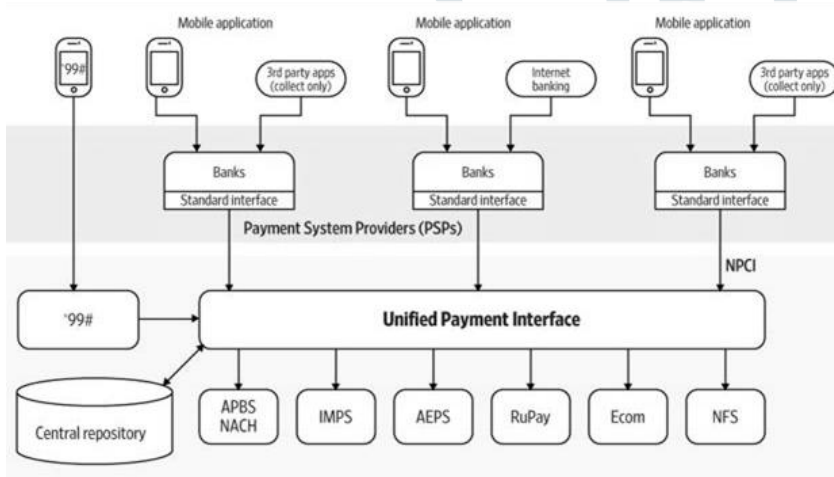 Mobile application
Mobile application
Mobile application
*99#
3rd party apps
(collect only)
Internet
banking
3rd party apps
(collect only)
Banks
Standard interface
Banks
Standard interface
Banks
Standard interface
Payment System Providers (PSPs)
NPCI
*99#
Unified Payment Interface
Central repository
APBS
NACH
IMPS
AEPS
RuPay
Ecom
NFS